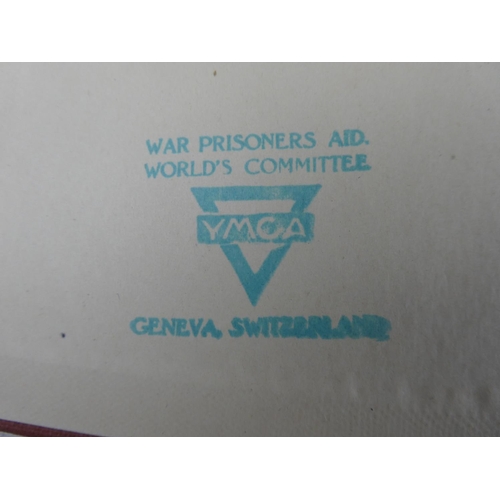 WAR PRISONERS AID.
WORLD'S COMMITTEE
YMCA
GENEVA, SWITZERLAND